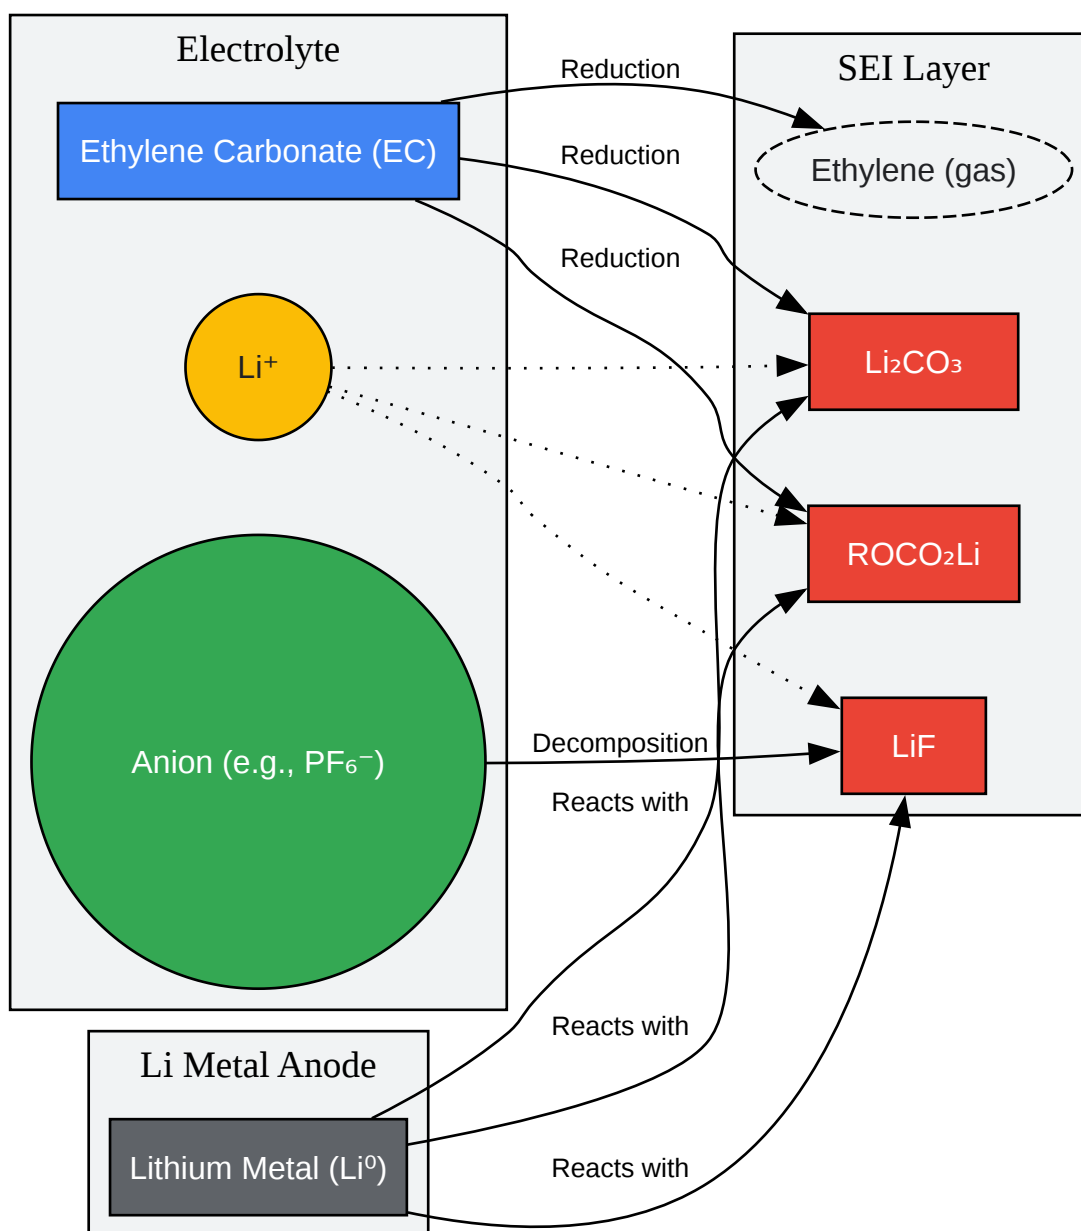 Electrolyte
Ethylene Carbonate (EC)
Li⁺
Anion (e.g., PF₆⁻)
Li Metal Anode
Lithium Metal (Li⁰)
Reduction
Reduction
Reduction
Decomposition
Reacts with
Reacts with
Reacts with
SEI Layer
Ethylene (gas)
Li₂CO₃
ROCO₂Li
LiF